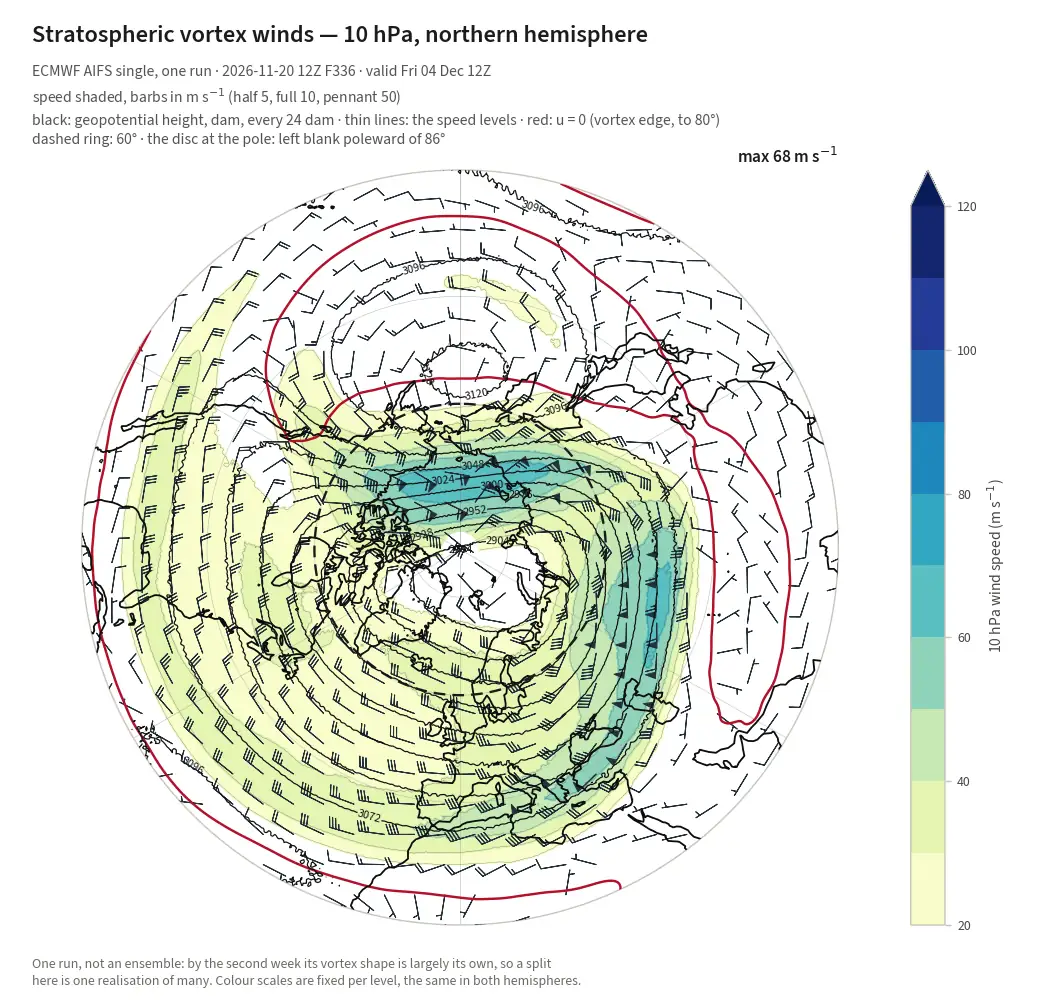 Stratospheric vortex winds — 10 hPa, northern hemisphere
ECMWF AIFS single, one run · 2026-11-20 12Z F336 · valid Fri 04 Dec 12Z
speed shaded, barbs in m s⁻¹ (half 5, full 10, pennant 50)
black: geopotential height, dam, every 24 dam · thin lines: the speed levels · red: u = 0 (vortex edge, to 80°)
dashed ring: 60° · the disc at the pole: left blank poleward of 86°
max 68 m s⁻¹
120
100
80
60
40
20
10 hPa wind speed (m s⁻¹)
3096
3096
3120
3096
3048
3024
3000
2952
2904
3096
3072
One run, not an ensemble: by the second week its vortex shape is largely its own, so a split
here is one realisation of many. Colour scales are fixed per level, the same in both hemispheres.